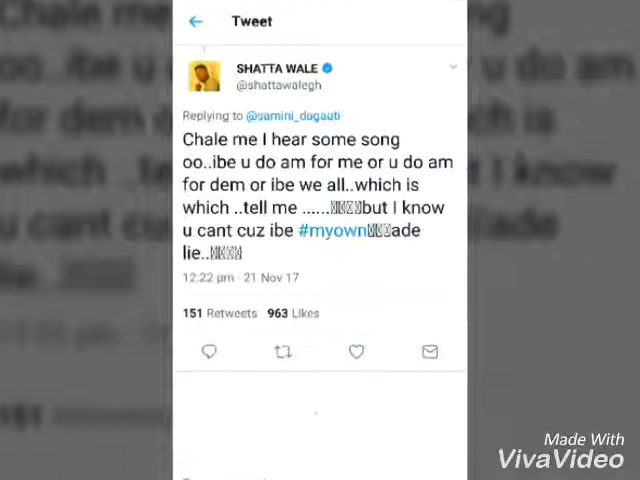 Tweet
SHATTA WALE
@shattawalegh
Replying to @samini_dagaati
Chale me I hear some song
oo..ibe u do am for me or u do am
for dem or ibe we all..which is
which ..tell me ......but I know
u cant cuz ibe #myownade
lie..
12:22 pm · 21 Nov 17
151 Retweets 963 Likes
Made With
VivaVideo